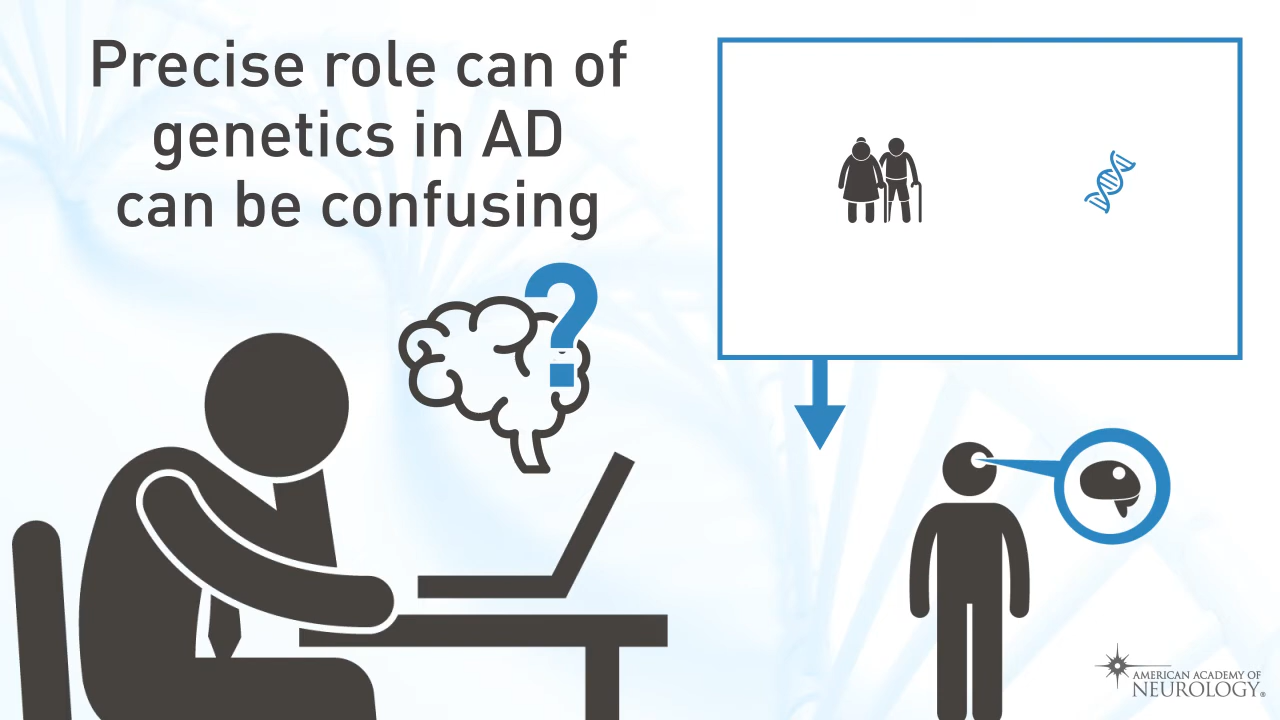 Precise role can of
genetics in AD
can be confusing
?
AMERICAN ACADEMY OF
NEUROLOGY®